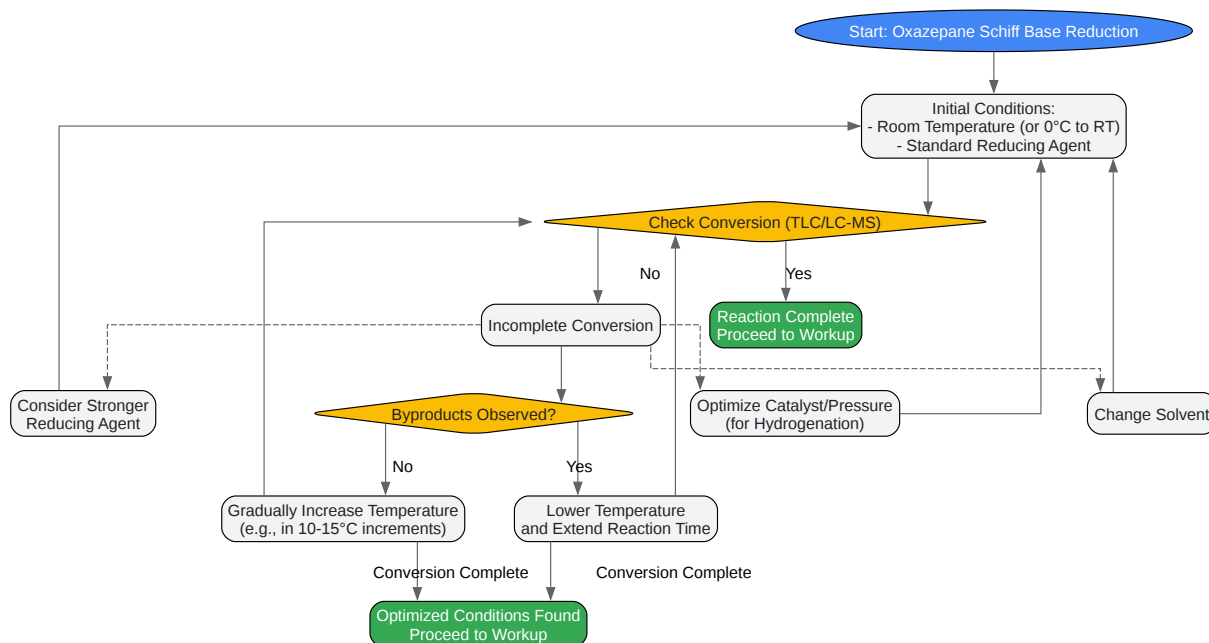 Start: Oxazepane Schiff Base Reduction
Initial Conditions:
- Room Temperature (or 0°C to RT)
- Standard Reducing Agent
Check Conversion (TLC/LC-MS)
No
Yes
Incomplete Conversion
Reaction Complete
Proceed to Workup
Consider Stronger
Reducing Agent
Byproducts Observed?
Optimize Catalyst/Pressure
(for Hydrogenation)
Change Solvent
No
Yes
Gradually Increase Temperature
(e.g., in 10-15°C increments)
Lower Temperature
and Extend Reaction Time
Conversion Complete
Conversion Complete
Optimized Conditions Found
Proceed to Workup